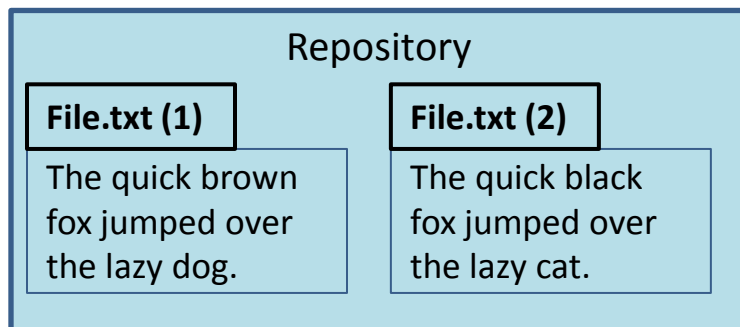 Repository
File.txt (1)
The quick brown
fox jumped over
the lazy dog.
File.txt (2)
The quick black
fox jumped over
the lazy cat.